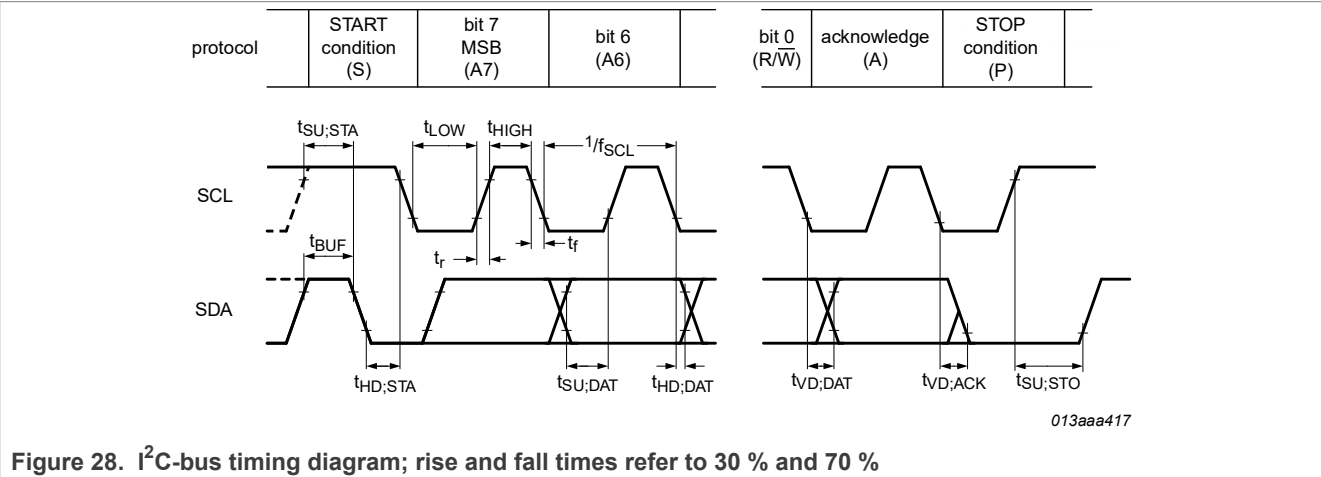 protocol
START condition (S)
bit 7 MSB (A7)
bit 6 (A6)
bit 0 (R/W̅)
acknowledge (A)
STOP condition (P)
tSU;STA
tLOW
tHIGH
1/fSCL
SCL
tBUF
tr
tf
SDA
tHD;STA
tSU;DAT
tHD;DAT
tVD;DAT
tVD;ACK
tSU;STO
013aaa417
Figure 28. I²C-bus timing diagram; rise and fall times refer to 30 % and 70 %